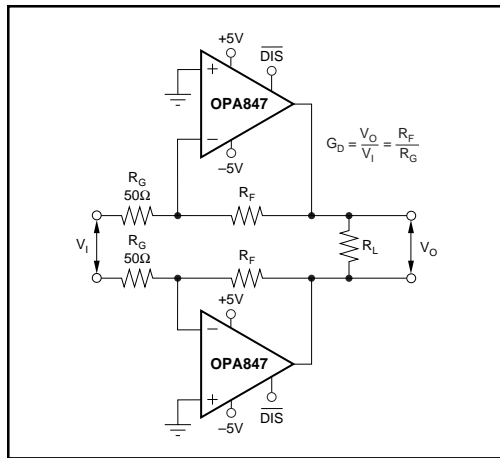 +5V
DIS
+
OPA847
−
−5V
G_D = V_O / V_I = R_F / R_G
R_G
50Ω
R_F
V_I
R_G
50Ω
R_F
R_L
V_O
+5V
−
OPA847
+
−5V
DIS